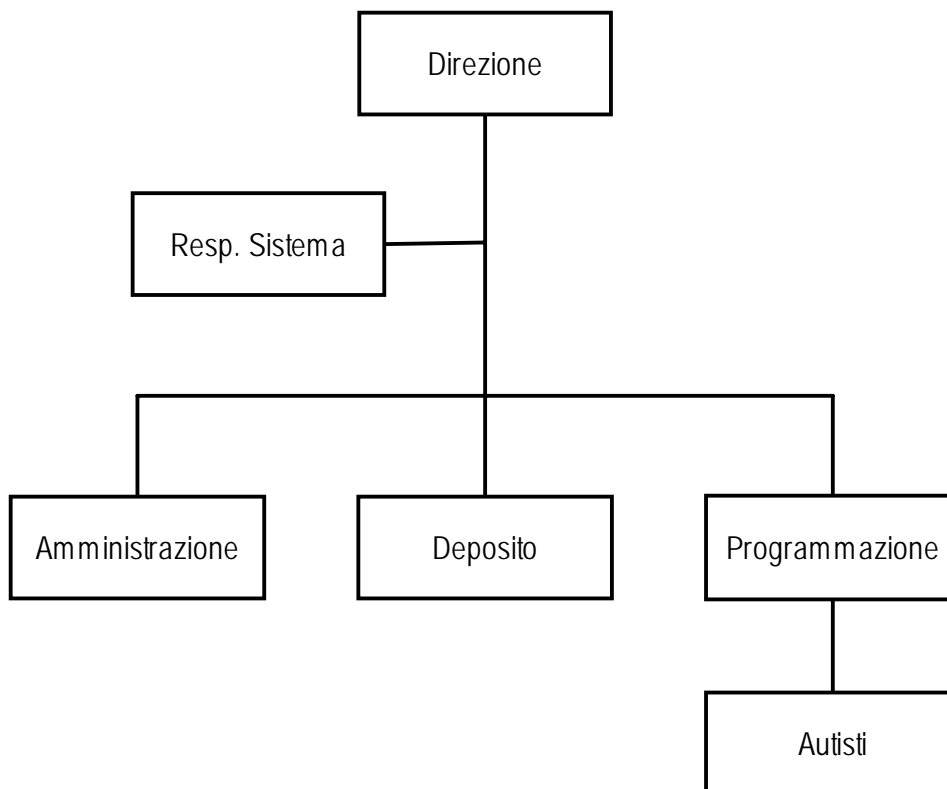 Direzione
Resp. Sistema
Amministrazione
Deposito
Programmazione
Autisti